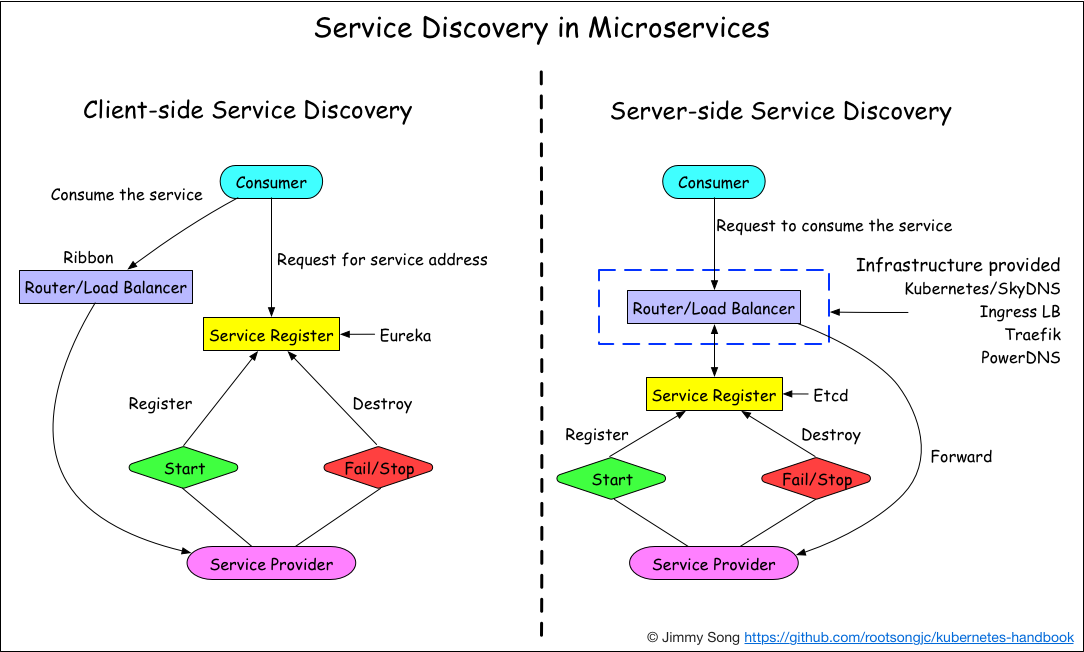 Service Discovery in Microservices
Client-side Service Discovery
Consumer
Consume the service
Ribbon
Request for service address
Router/Load Balancer
Service Register
Eureka
Register
Destroy
Start
Fail/Stop
Service Provider
Server-side Service Discovery
Consumer
Request to consume the service
Infrastructure provided
Kubernetes/SkyDNS
Ingress LB
Traefik
PowerDNS
Router/Load Balancer
Service Register
Etcd
Register
Destroy
Forward
Start
Fail/Stop
Service Provider
© Jimmy Song https://github.com/rootsongjc/kubernetes-handbook